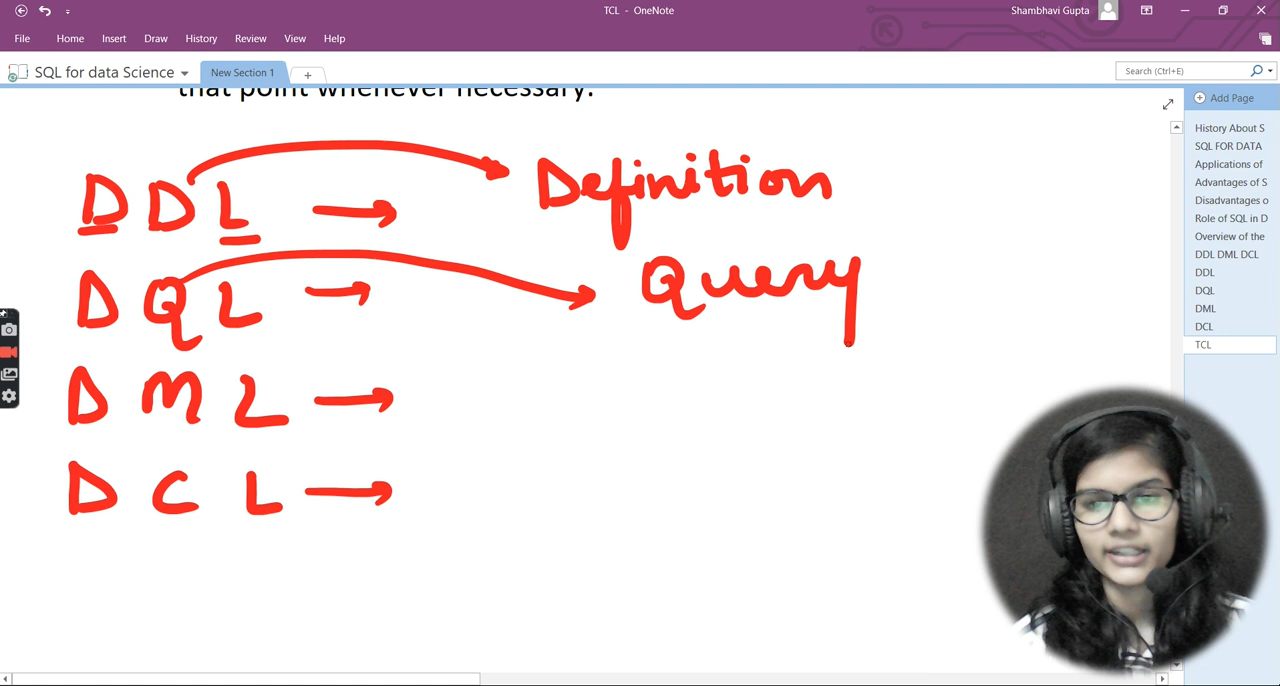 TCL - OneNote
Shambhavi Gupta
File Home Insert Draw History Review View Help
SQL for data Science
New Section 1
Search (Ctrl+E)
that point whenever necessary.
Add Page
History About S
SQL FOR DATA
Applications of
Advantages of S
Disadvantages o
Role of SQL in D
Overview of the
DDL DML DCL
DDL
DQL
DML
DCL
TCL
DDL → Definition
DQL → Query
DML →
DCL →